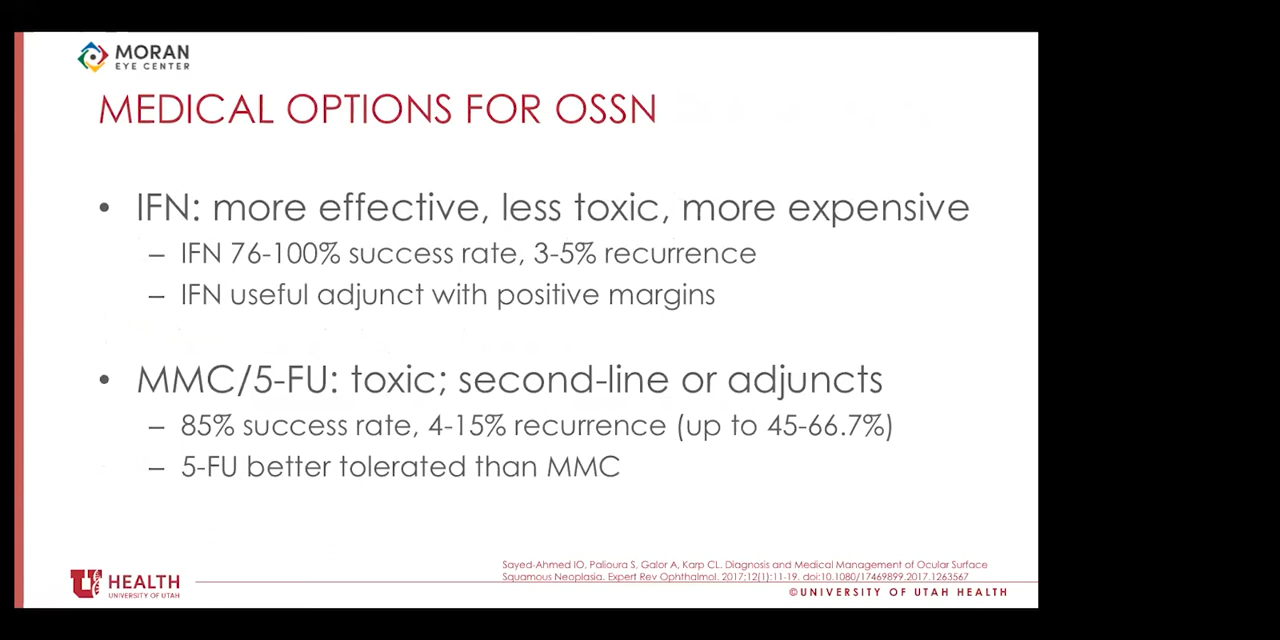 MORAN
EYE CENTER
MEDICAL OPTIONS FOR OSSN
• IFN: more effective, less toxic, more expensive
– IFN 76-100% success rate, 3-5% recurrence
– IFN useful adjunct with positive margins
• MMC/5-FU: toxic; second-line or adjuncts
– 85% success rate, 4-15% recurrence (up to 45-66.7%)
– 5-FU better tolerated than MMC
Sayed-Ahmed IO, Palioura S, Galor A, Karp CL. Diagnosis and Medical Management of Ocular Surface
Squamous Neoplasia. Expert Rev Ophthalmol. 2017;12(1):11-19. doi:10.1080/17469899.2017.1263567
U HEALTH
UNIVERSITY OF UTAH
©UNIVERSITY OF UTAH HEALTH